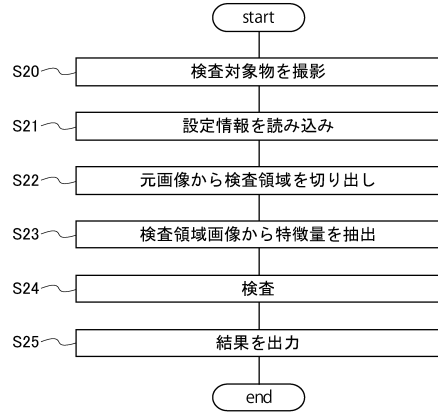 start
S20 検査対象物を撮影
S21 設定情報を読み込み
S22 元画像から検査領域を切り出し
S23 検査領域画像から特徴量を抽出
S24 検査
S25 結果を出力
end